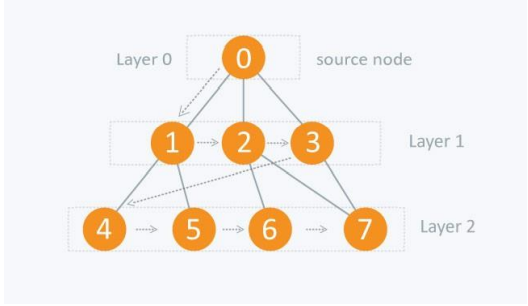 Layer 0 0 source node
1 2 3 Layer 1
4 5 6 7 Layer 2